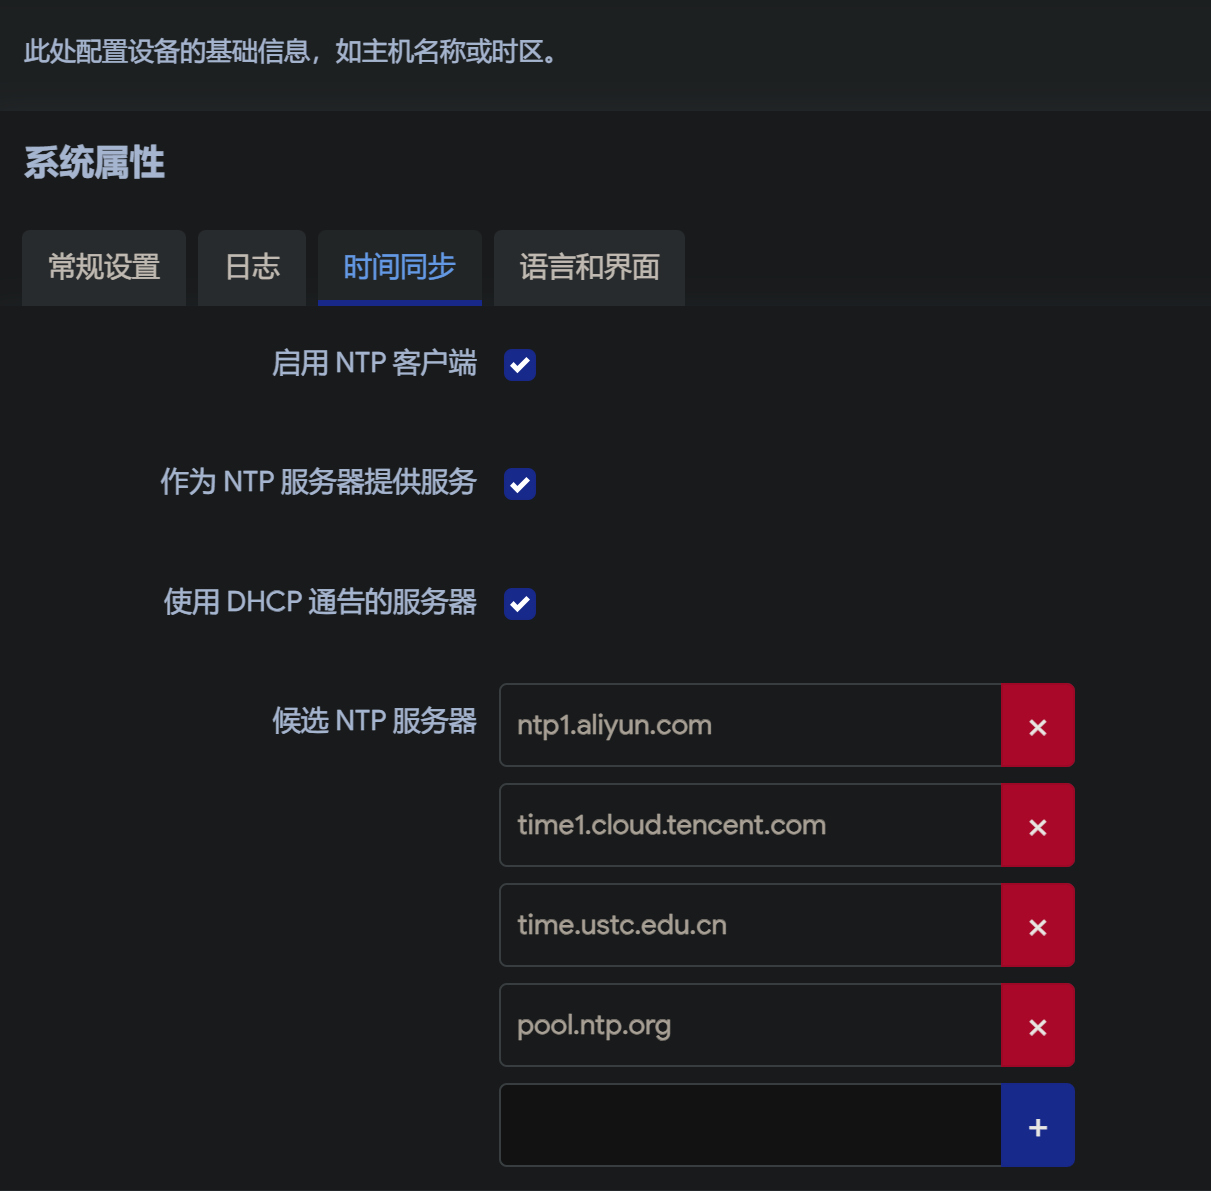 此处配置设备的基础信息，如主机名称或时区。
系统属性
常规设置 日志 时间同步 语言和界面
启用 NTP 客户端
作为 NTP 服务器提供服务
使用 DHCP 通告的服务器
候选 NTP 服务器 ntp1.aliyun.com ×
time1.cloud.tencent.com ×
time.ustc.edu.cn ×
pool.ntp.org ×
+